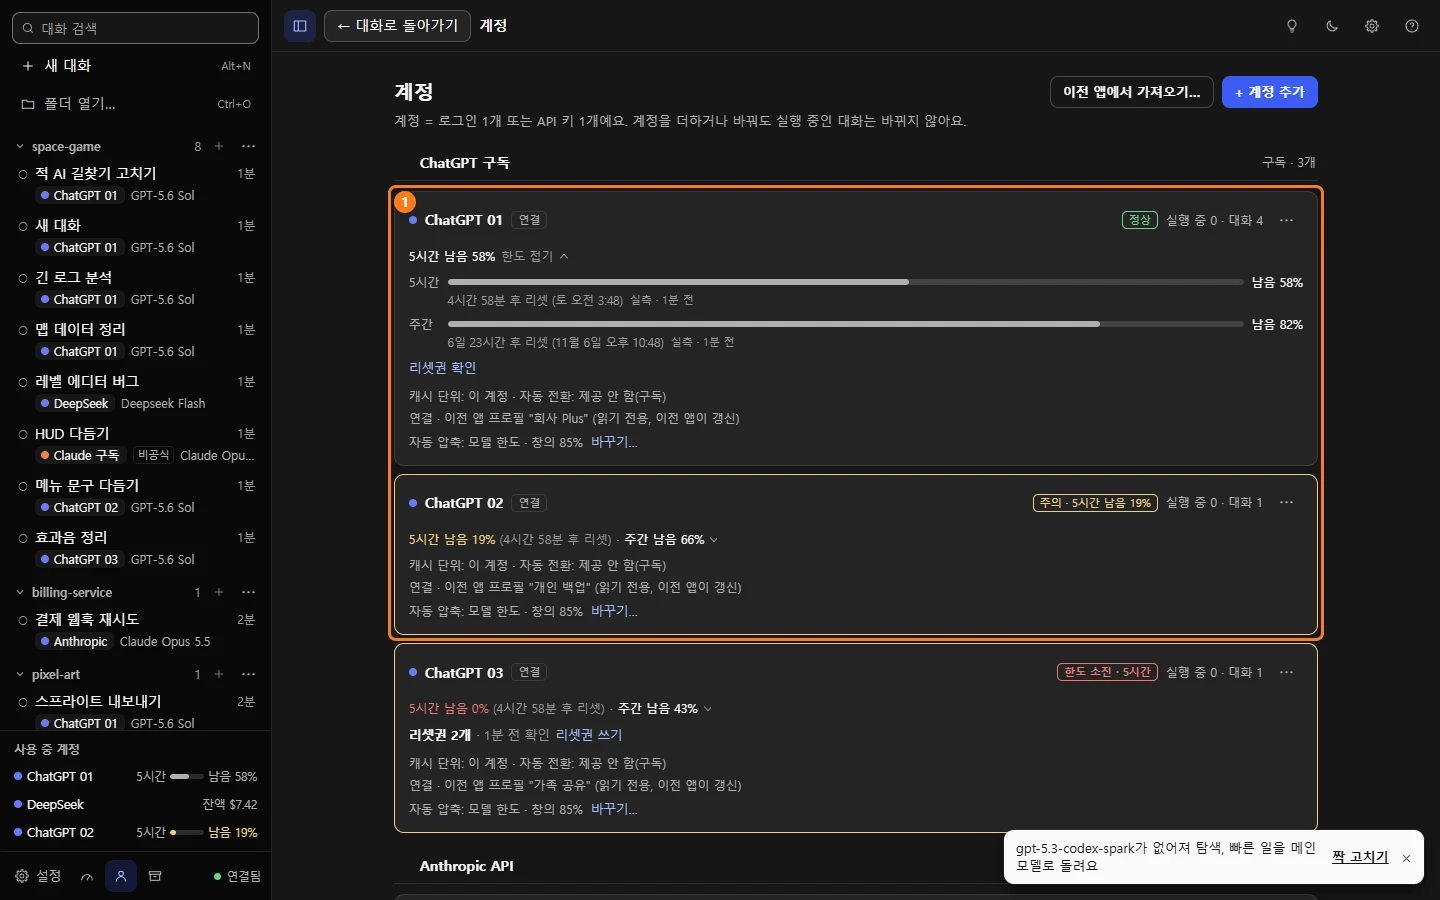 대화 검색
새 대화 Alt+N
폴더 열기... Ctrl+O
space-game 8
적 AI 길찾기 고치기 1분
ChatGPT 01 GPT-5.6 Sol
새 대화 1분
ChatGPT 01 GPT-5.6 Sol
긴 로그 분석 1분
ChatGPT 01 GPT-5.6 Sol
맵 데이터 정리 1분
ChatGPT 01 GPT-5.6 Sol
레벨 에디터 버그 1분
DeepSeek Deepseek Flash
HUD 다듬기 1분
Claude 구독 비공식 Claude Opu...
메뉴 문구 다듬기 1분
ChatGPT 02 GPT-5.6 Sol
효과음 정리 1분
ChatGPT 03 GPT-5.6 Sol
billing-service 1
결제 웹훅 재시도 2분
Anthropic Claude Opus 5.5
pixel-art 1
스프라이트 내보내기 2분
ChatGPT 01 GPT-5.6 Sol
사용 중 계정
ChatGPT 01 5시간 남음 58%
DeepSeek 잔액 $7.42
ChatGPT 02 5시간 남음 19%
설정 연결됨
← 대화로 돌아가기 계정
계정
이전 앱에서 가져오기... + 계정 추가
계정 = 로그인 1개 또는 API 키 1개예요. 계정을 더하거나 바꿔도 실행 중인 대화는 바뀌지 않아요.
ChatGPT 구독 구독 · 3개
1
ChatGPT 01 연결 정상 실행 중 0 · 대화 4
5시간 남음 58% 한도 접기
5시간 남음 58%
4시간 58분 후 리셋 (토 오전 3:48) 실측 · 1분 전
주간 남음 82%
6일 23시간 후 리셋 (11월 6일 오후 10:48) 실측 · 1분 전
리셋권 확인
캐시 단위: 이 계정 · 자동 전환: 제공 안 함(구독)
연결 · 이전 앱 프로필 "회사 Plus" (읽기 전용, 이전 앱이 갱신)
자동 압축: 모델 한도 · 창의 85% 바꾸기...
ChatGPT 02 연결 주의 · 5시간 남음 19% 실행 중 0 · 대화 1
5시간 남음 19% (4시간 58분 후 리셋) · 주간 남음 66%
캐시 단위: 이 계정 · 자동 전환: 제공 안 함(구독)
연결 · 이전 앱 프로필 "개인 백업" (읽기 전용, 이전 앱이 갱신)
자동 압축: 모델 한도 · 창의 85% 바꾸기...
ChatGPT 03 연결 한도 소진 · 5시간 실행 중 0 · 대화 1
5시간 남음 0% (4시간 58분 후 리셋) · 주간 남음 43%
리셋권 2개 · 1분 전 확인 리셋권 쓰기
캐시 단위: 이 계정 · 자동 전환: 제공 안 함(구독)
연결 · 이전 앱 프로필 "가족 공유" (읽기 전용, 이전 앱이 갱신)
자동 압축: 모델 한도 · 창의 85% 바꾸기...
Anthropic API
gpt-5.3-codex-spark가 없어져 탐색, 빠른 일을 메인
모델로 돌려요
짝 고치기